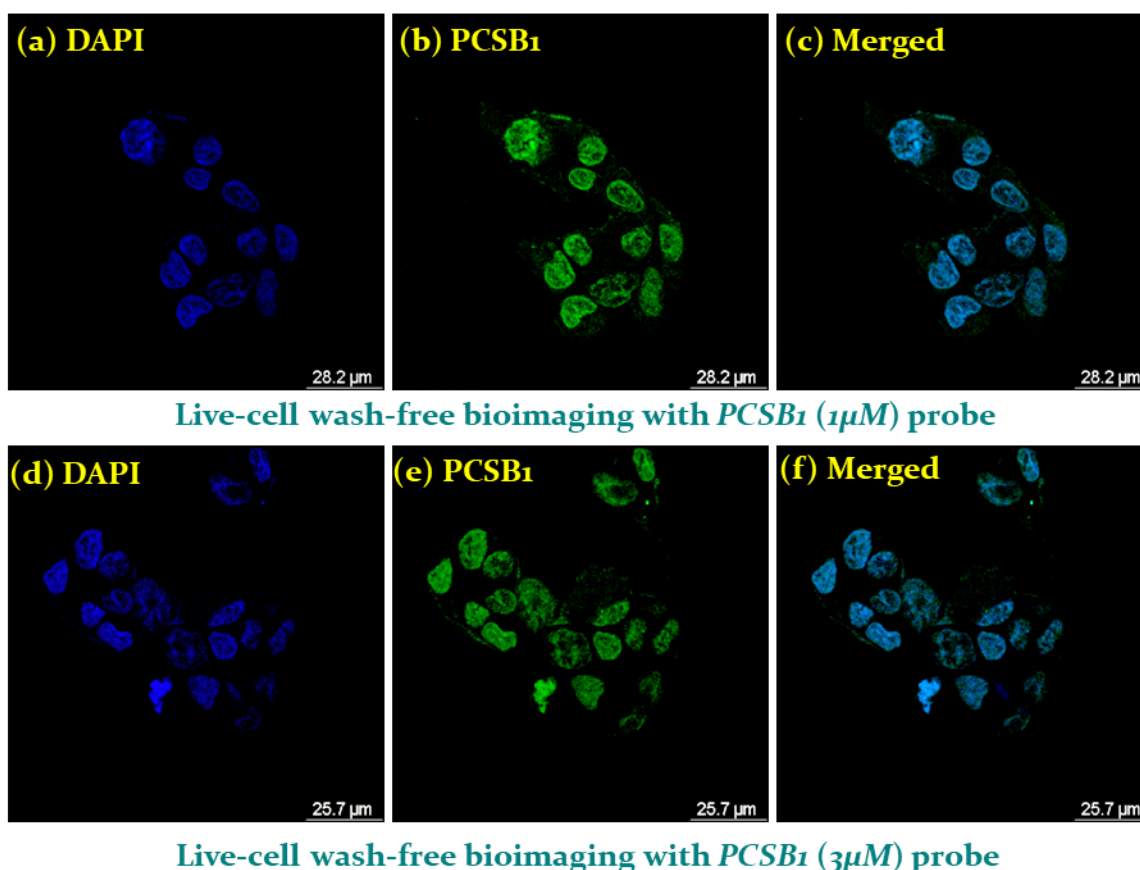 (a) DAPI
(b) PCSB1
(c) Merged
28.2 µm
28.2 µm
28.2 µm
Live-cell wash-free bioimaging with PCSB1 (1µM) probe
(d) DAPI
(e) PCSB1
(f) Merged
25.7 µm
25.7 µm
25.7 µm
Live-cell wash-free bioimaging with PCSB1 (3µM) probe